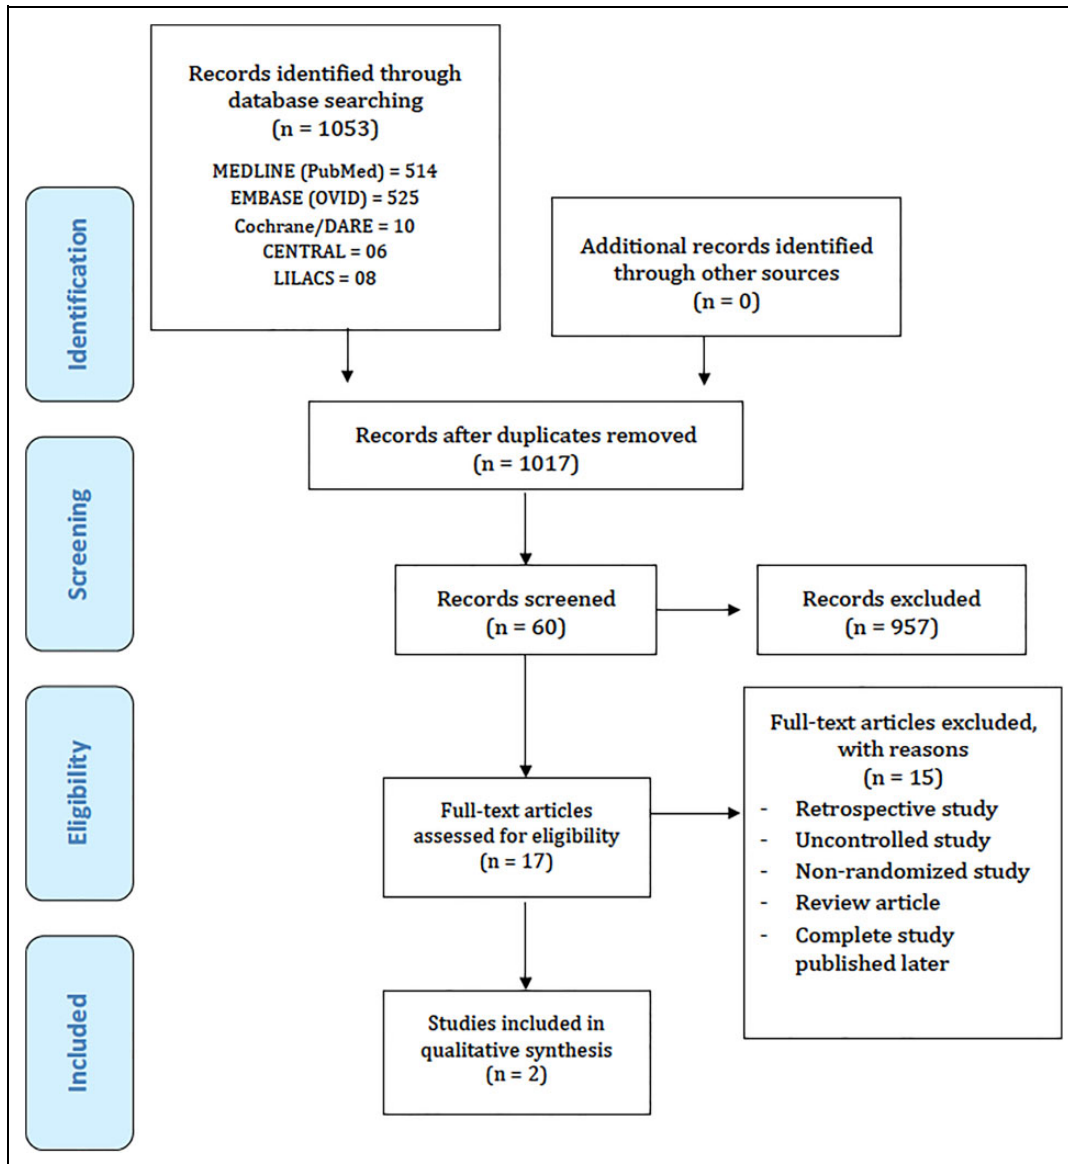 Records identified through
database searching
(n = 1053)
MEDLINE (PubMed) = 514
EMBASE (OVID) = 525
Cochrane/DARE = 10
CENTRAL = 06
LILACS = 08
Additional records identified
through other sources
(n = 0)
Identification
Records after duplicates removed
(n = 1017)
Screening
Records screened
(n = 60)
Records excluded
(n = 957)
Eligibility
Full-text articles
assessed for eligibility
(n = 17)
Full-text articles excluded,
with reasons
(n = 15)
- Retrospective study
- Uncontrolled study
- Non-randomized study
- Review article
- Complete study
published later
Included
Studies included in
qualitative synthesis
(n = 2)